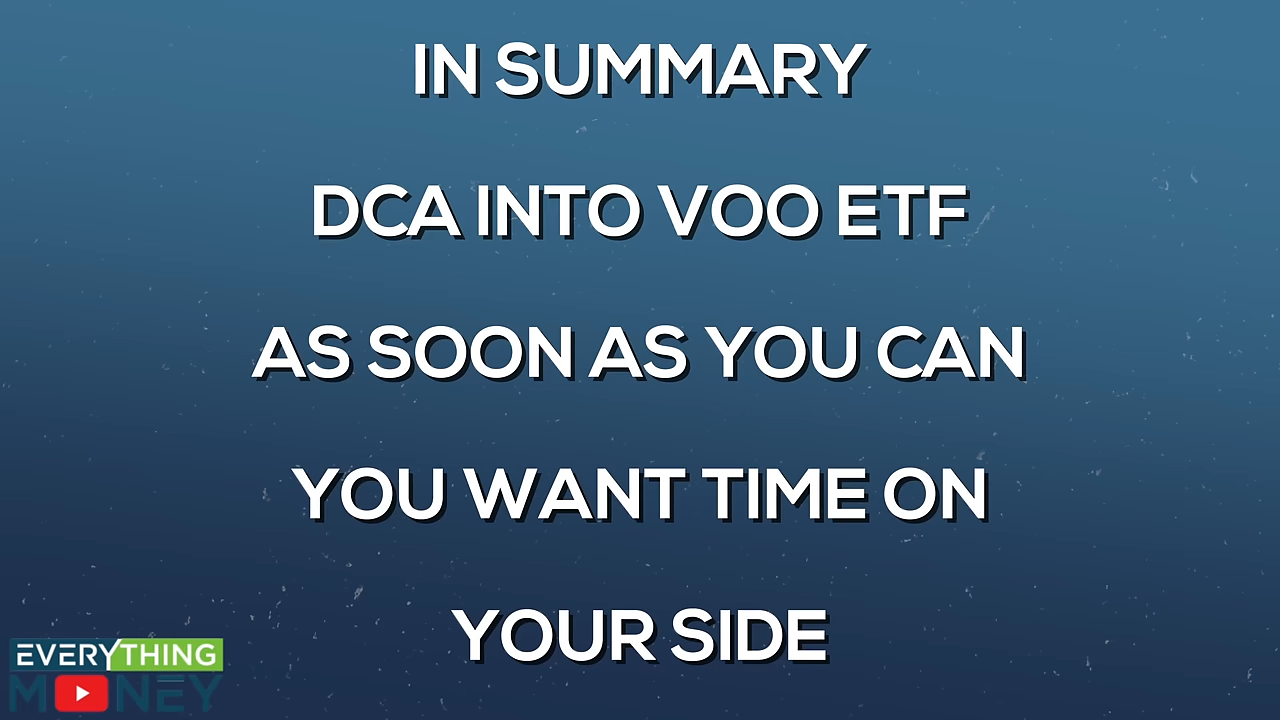 IN SUMMARY
DCA INTO VOO ETF
AS SOON AS YOU CAN
YOU WANT TIME ON
YOUR SIDE
EVERYTHING
MONEY